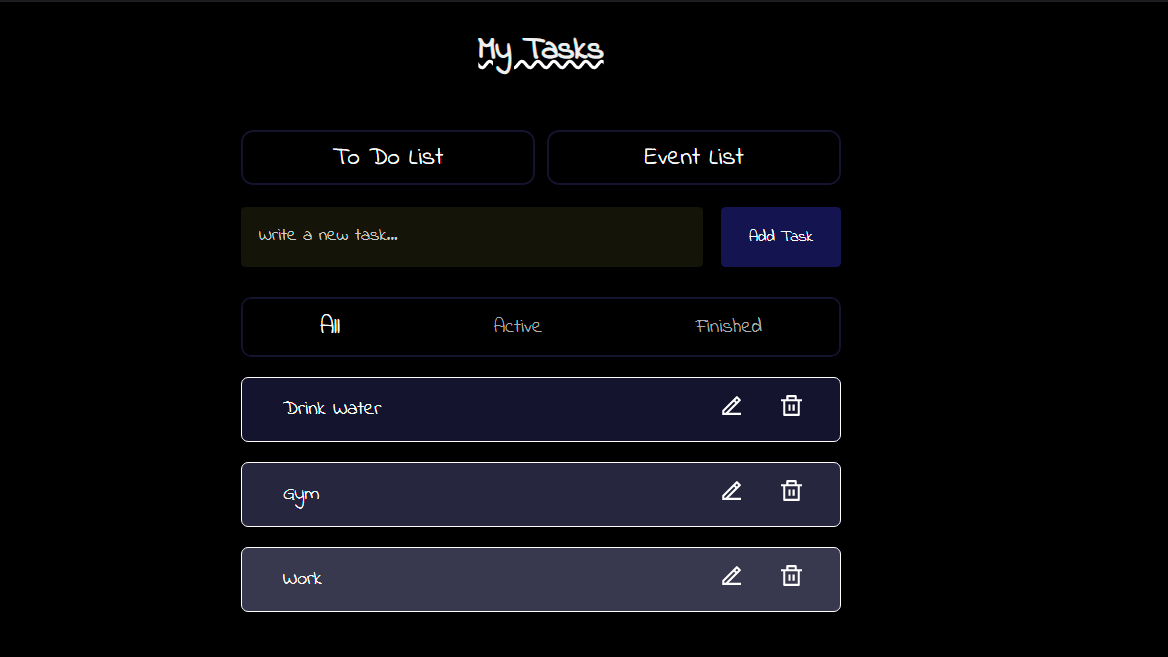 My Tasks
To Do List
Event List
Write a new task...
Add Task
All
Active
Finished
Drink Water
Gym
Work